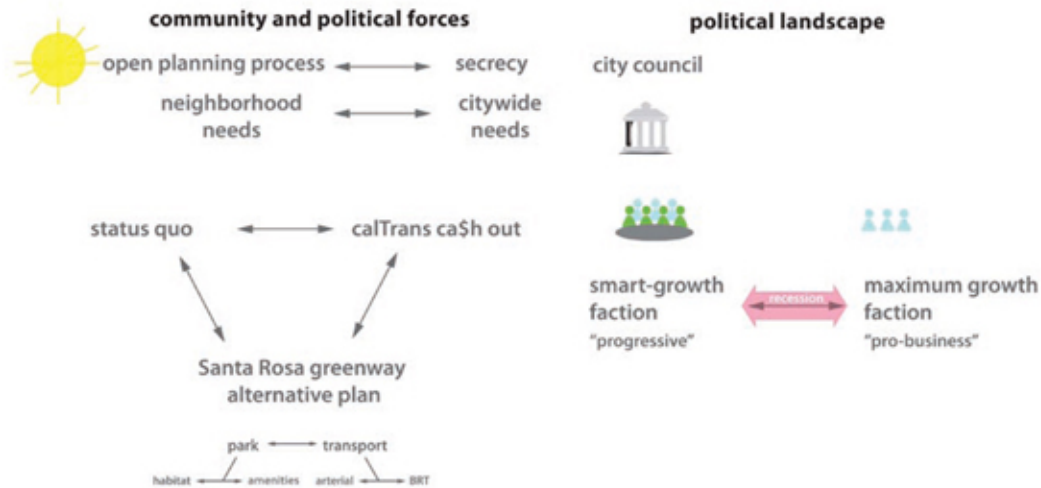 community and political forces
open planning process
secrecy
neighborhood
needs
citywide
needs
status quo
calTrans ca$h out
Santa Rosa greenway
alternative plan
park
transport
habitat
amenities
arterial
BRT
political landscape
city council
smart-growth
faction
"progressive"
recession
maximum growth
faction
"pro-business"